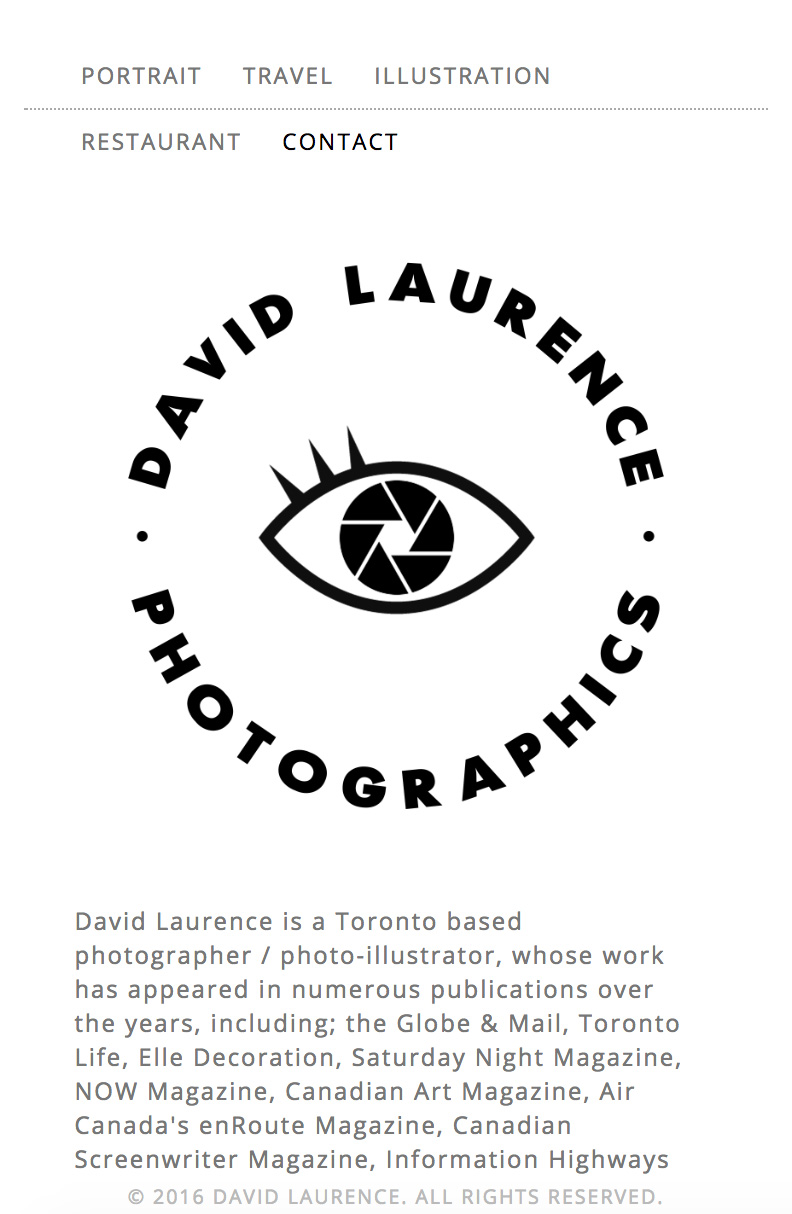 PORTRAIT TRAVEL ILLUSTRATION
RESTAURANT CONTACT
DAVID LAURENCE
• PHOTOGRAPHICS •
David Laurence is a Toronto based
photographer / photo-illustrator, whose work
has appeared in numerous publications over
the years, including; the Globe & Mail, Toronto
Life, Elle Decoration, Saturday Night Magazine,
NOW Magazine, Canadian Art Magazine, Air
Canada's enRoute Magazine, Canadian
Screenwriter Magazine, Information Highways
© 2016 DAVID LAURENCE. ALL RIGHTS RESERVED.